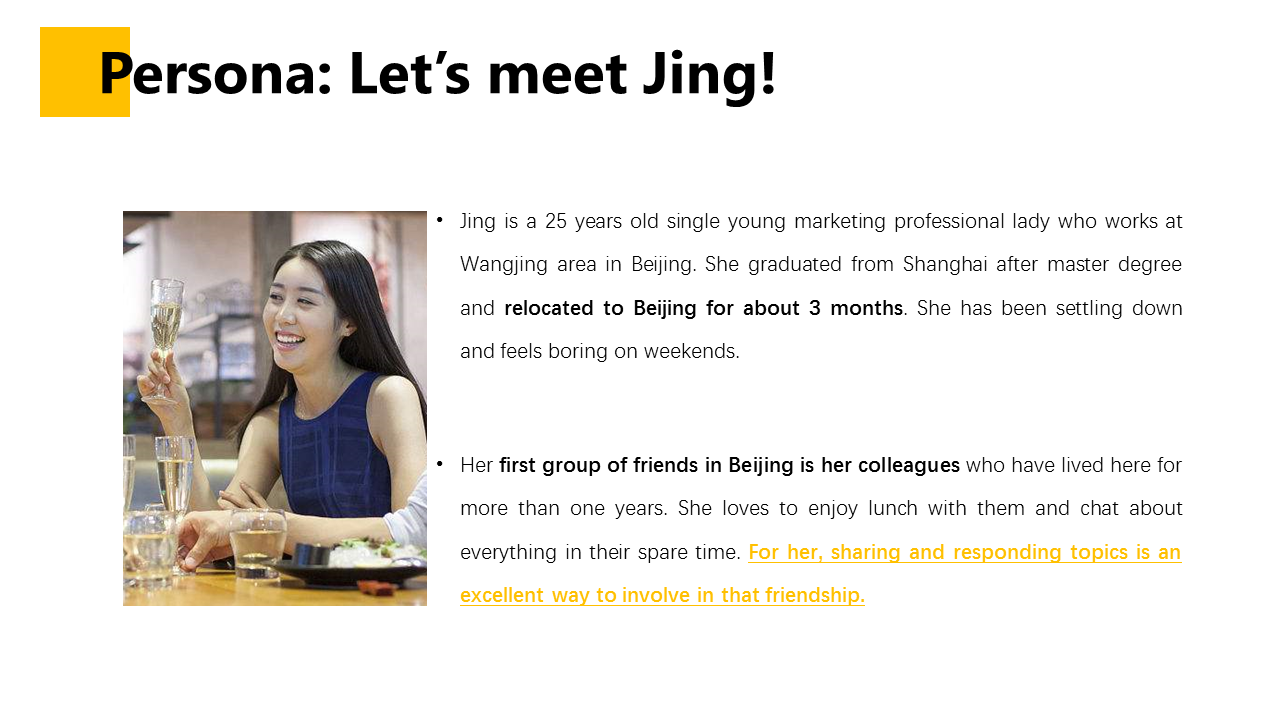 Persona: Let’s meet Jing!
• Jing is a 25 years old single young marketing professional lady who works at
Wangjing area in Beijing. She graduated from Shanghai after master degree
and relocated to Beijing for about 3 months. She has been settling down
and feels boring on weekends.
• Her first group of friends in Beijing is her colleagues who have lived here for
more than one years. She loves to enjoy lunch with them and chat about
everything in their spare time. For her, sharing and responding topics is an
excellent way to involve in that friendship.